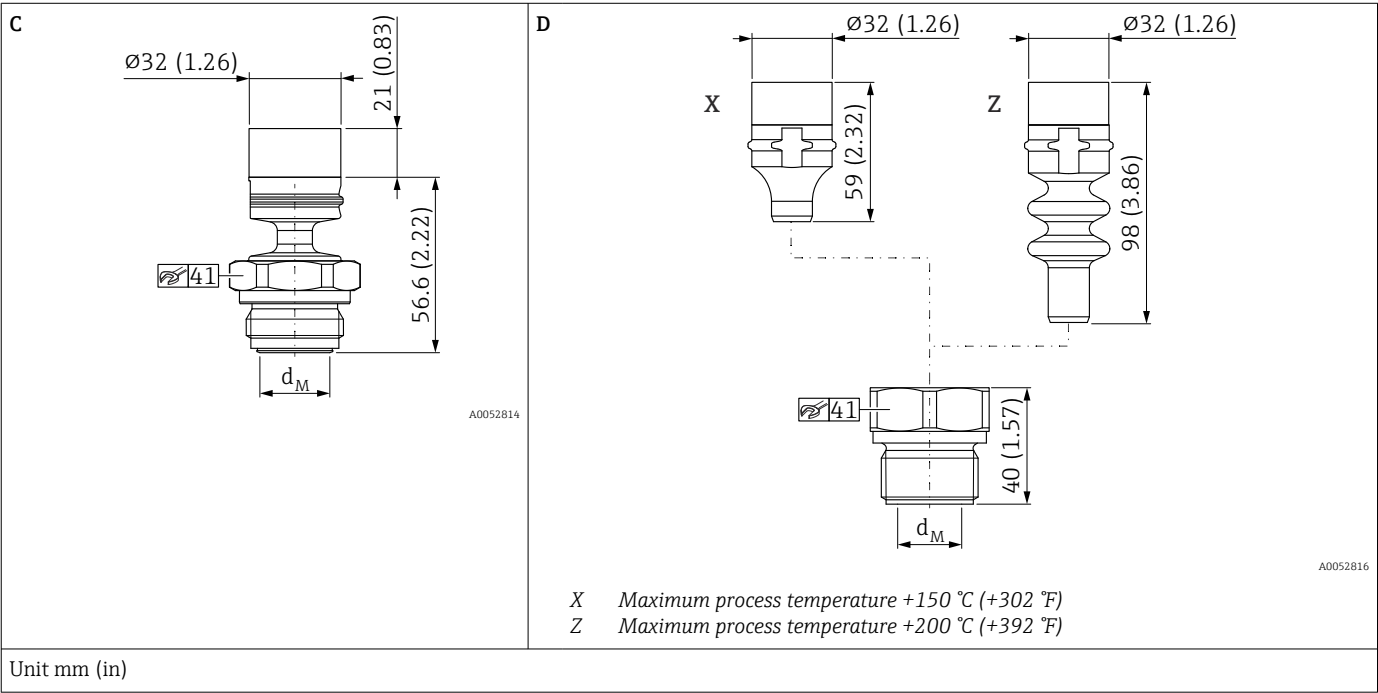 C
Ø32 (1.26)
21 (0.83)
56.6 (2.22)
41
dM
A0052814
D
X
Ø32 (1.26)
59 (2.32)
Z
Ø32 (1.26)
98 (3.86)
41
40 (1.57)
dM
A0052816
X Maximum process temperature +150 °C (+302 °F)
Z Maximum process temperature +200 °C (+392 °F)
Unit mm (in)